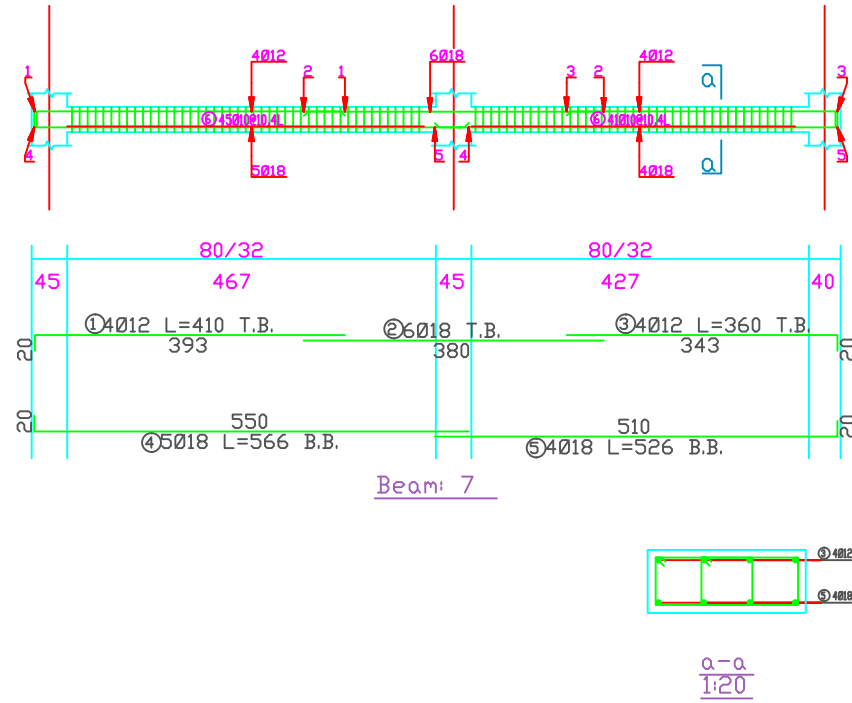 4Ø12 6Ø18 4Ø12
1 2 1 3 2 a 3
⑥45Ø10@10,4L ⑥41Ø10@10,4L
4 5 4 a 5
5Ø18 4Ø18
80/32 80/32
45 467 45 427 40
①4Ø12 L=410 T.B. ②6Ø18 T.B. ③4Ø12 L=360 T.B.
20 393 380 343 20
20 550 510 20
④5Ø18 L=566 B.B. ⑤4Ø18 L=526 B.B.
Beam: 7
③4Ø12
⑤4Ø18
a-a
1:20